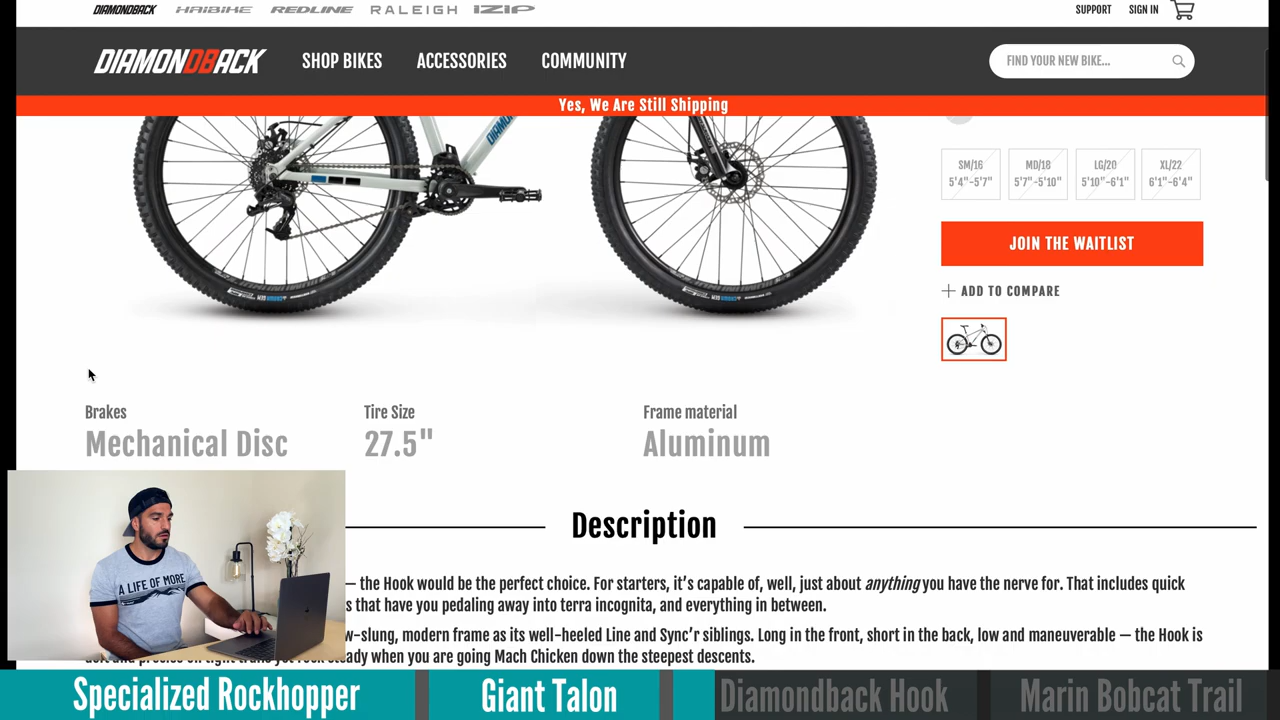 DIAMONDBACK HAIBIKE REDLINE RALEIGH IZIP
SUPPORT SIGN IN
DIAMONDBACK SHOP BIKES ACCESSORIES COMMUNITY FIND YOUR NEW BIKE...
Yes, We Are Still Shipping
SM/16 MD/18 LG/20 XL/22
5'4"-5'7" 5'7"-5'10" 5'10"-6'1" 6'1"-6'4"
JOIN THE WAITLIST
ADD TO COMPARE
Brakes Tire Size Frame material
Mechanical Disc 27.5" Aluminum
Description
— the Hook would be the perfect choice. For starters, it's capable of, well, just about anything you have the nerve for. That includes quick
s that have you pedaling away into terra incognita, and everything in between.
w-slung, modern frame as its well-heeled Line and Sync'r siblings. Long in the front, short in the back, low and maneuverable — the Hook is
ady when you are going Mach Chicken down the steepest descents.
A LIFE OF MORE
Specialized Rockhopper Giant Talon Diamondback Hook Marin Bobcat Trail